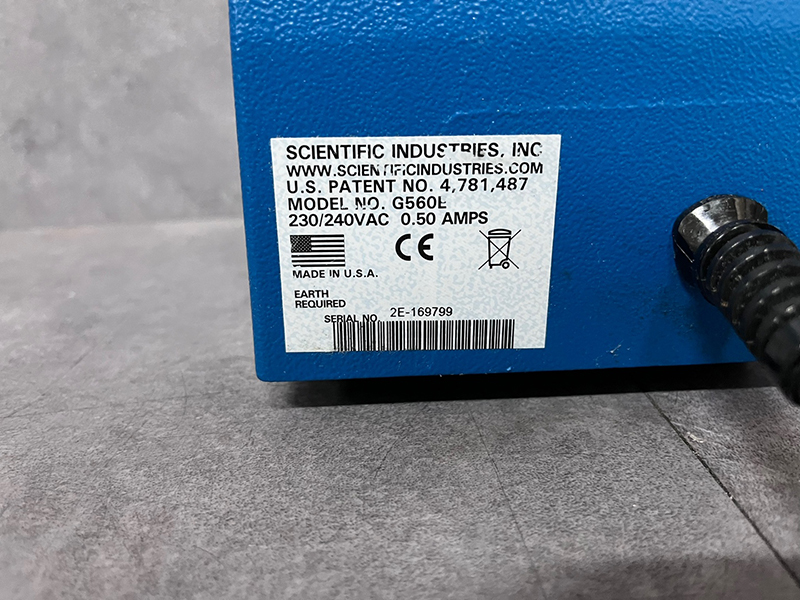 SCIENTIFIC INDUSTRIES, INC
WWW.SCIENTIFICINDUSTRIES.COM
U.S. PATENT NO. 4,781,487
MODEL NO. G560E
230/240VAC 0.50 AMPS
CE
MADE IN U.S.A.
EARTH
REQUIRED
SERIAL NO. 2E-169799